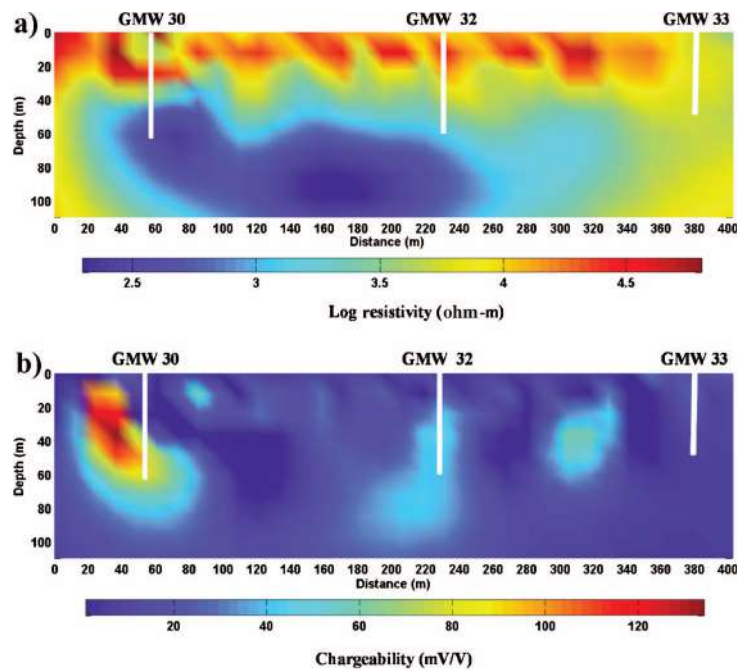 a)
GMW 30 GMW 32 GMW 33
0
20
40
60
80
100
Depth (m)
0 20 40 60 80 100 120 140 160 180 200 220 240 260 280 300 320 340 360 380 400
Distance (m)
2.5 3 3.5 4 4.5
Log resistivity (ohm-m)
b)
GMW 30 GMW 32 GMW 33
0
20
40
60
80
100
Depth (m)
0 20 40 60 80 100 120 140 160 180 200 220 240 260 280 300 320 340 360 380 400
Distance (m)
20 40 60 80 100 120
Chargeability (mV/V)